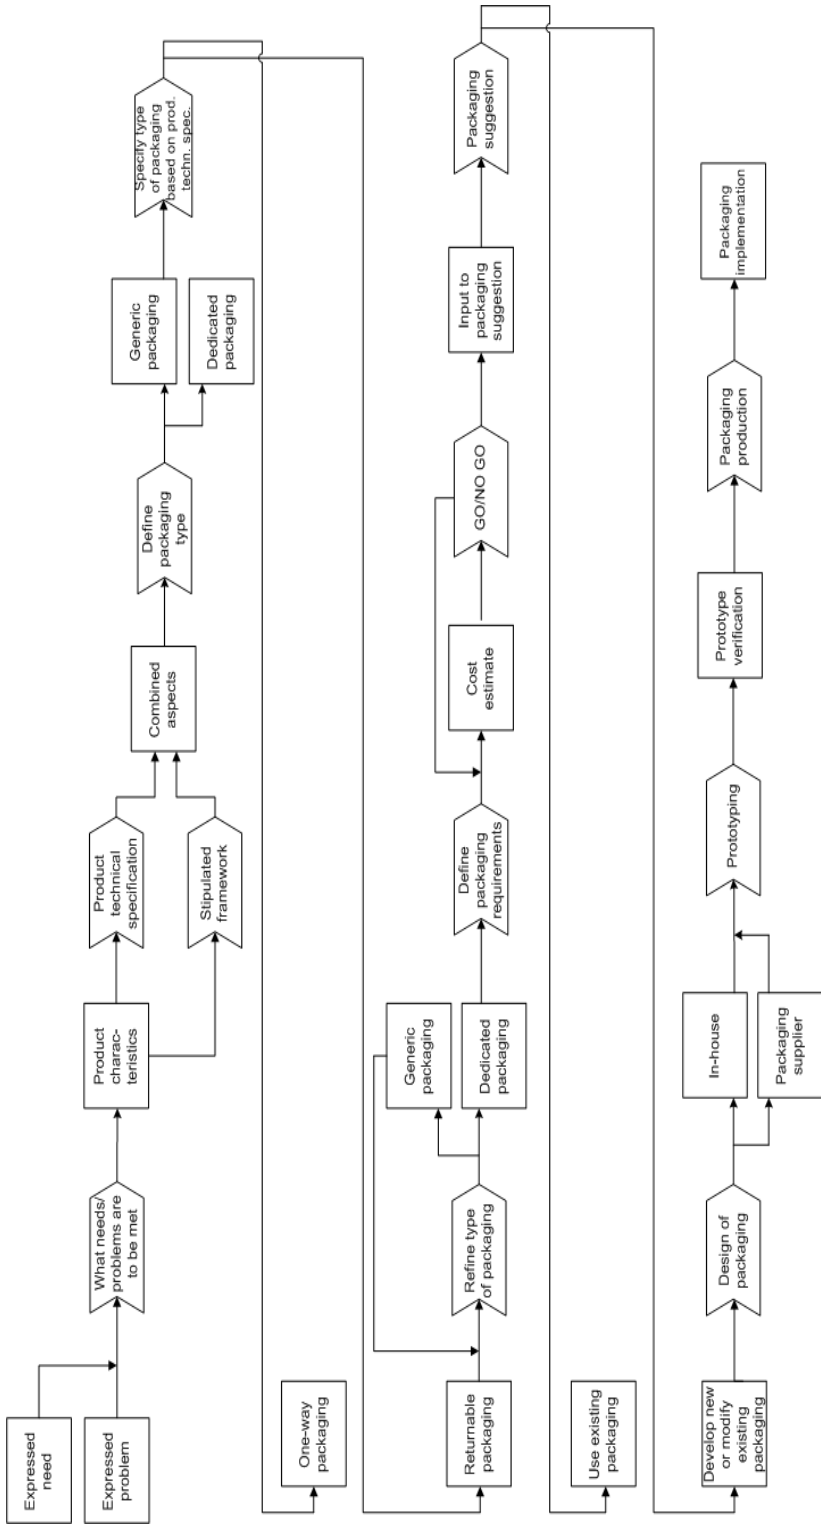 Expressed
need
Expressed
problem
What needs/
problems are
to be met
Product
charac-
teristics
Product
technical
specification
Stipulated
framework
Combined
aspects
Define
packaging
type
Generic
packaging
Dedicated
packaging
Specify type
of packaging
based on prod.
techn. spec.
One-way
packaging
Returnable
packaging
Refine type
of packaging
Generic
packaging
Dedicated
packaging
Define
packaging
requirements
Cost
estimate
GO/NO GO
Input to
packaging
suggestion
Packaging
suggestion
Use existing
packaging
Develop new
or modify
existing
packaging
Design of
packaging
In-house
Packaging
supplier
Prototyping
Prototype
verification
Packaging
production
Packaging
implementation